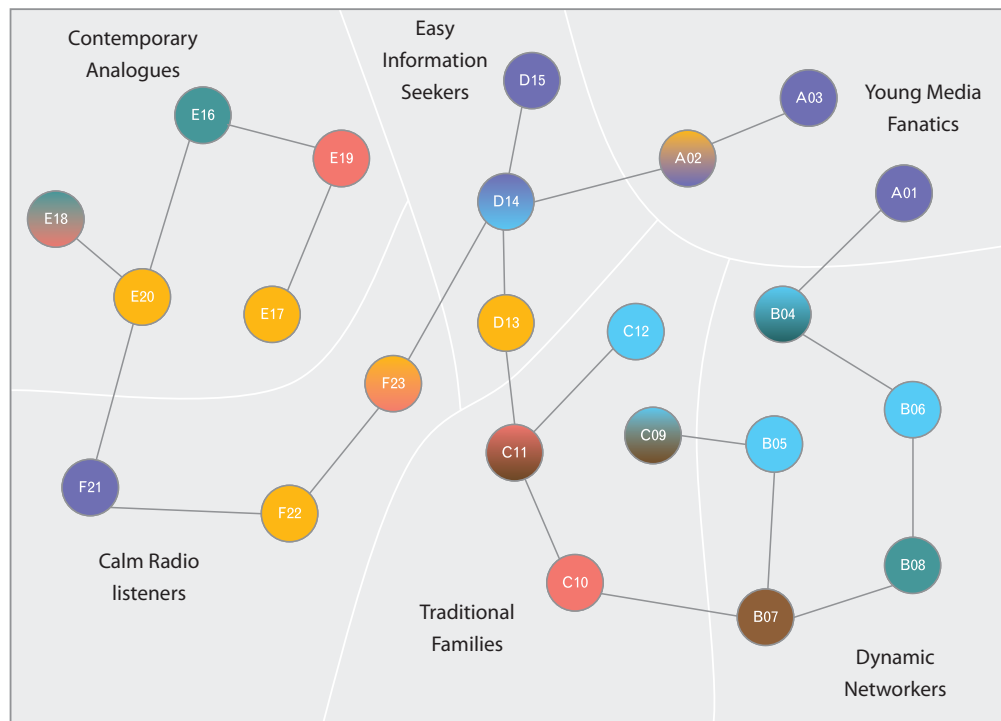 Contemporary
Analogues
Easy
Information
Seekers
Young Media
Fanatics
D15
A03
E16
E19
A02
A01
E18
D14
E20
E17
D13
C12
B04
F23
B06
C09
B05
C11
F21
F22
B08
Calm Radio
listeners
C10
Traditional
Families
B07
Dynamic
Networkers